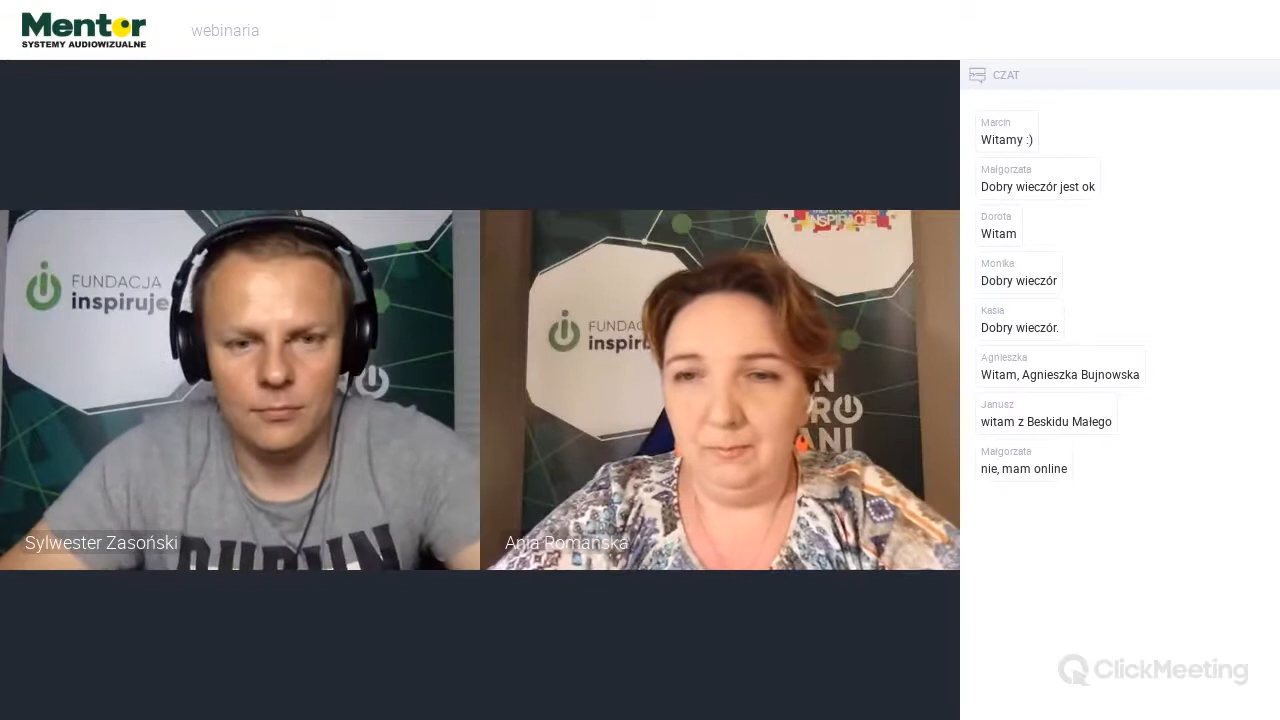 Mentor
SYSTEMY AUDIOWIZUALNE
webinaria
CZAT
Marcin
Witamy :)
Małgorzata
Dobry wieczór jest ok
Dorota
Witam
Monika
Dobry wieczór
Kasia
Dobry wieczór.
Agnieszka
Witam, Agnieszka Bujnowska
Janusz
witam z Beskidu Małego
Małgorzata
nie, mam online
FUNDACJA
inspiruje
Sylwester Zasoński
INSPIRACJE
Ania Romańska
ClickMeeting